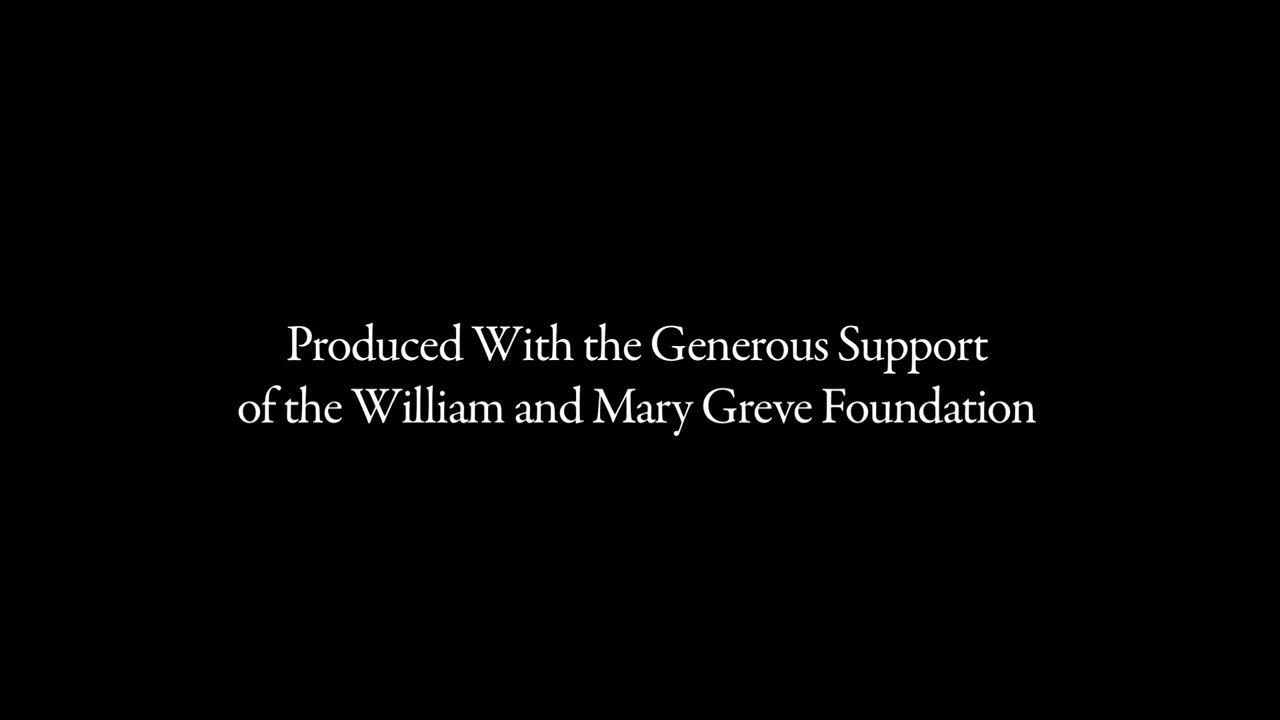 Produced With the Generous Support
of the William and Mary Greve Foundation